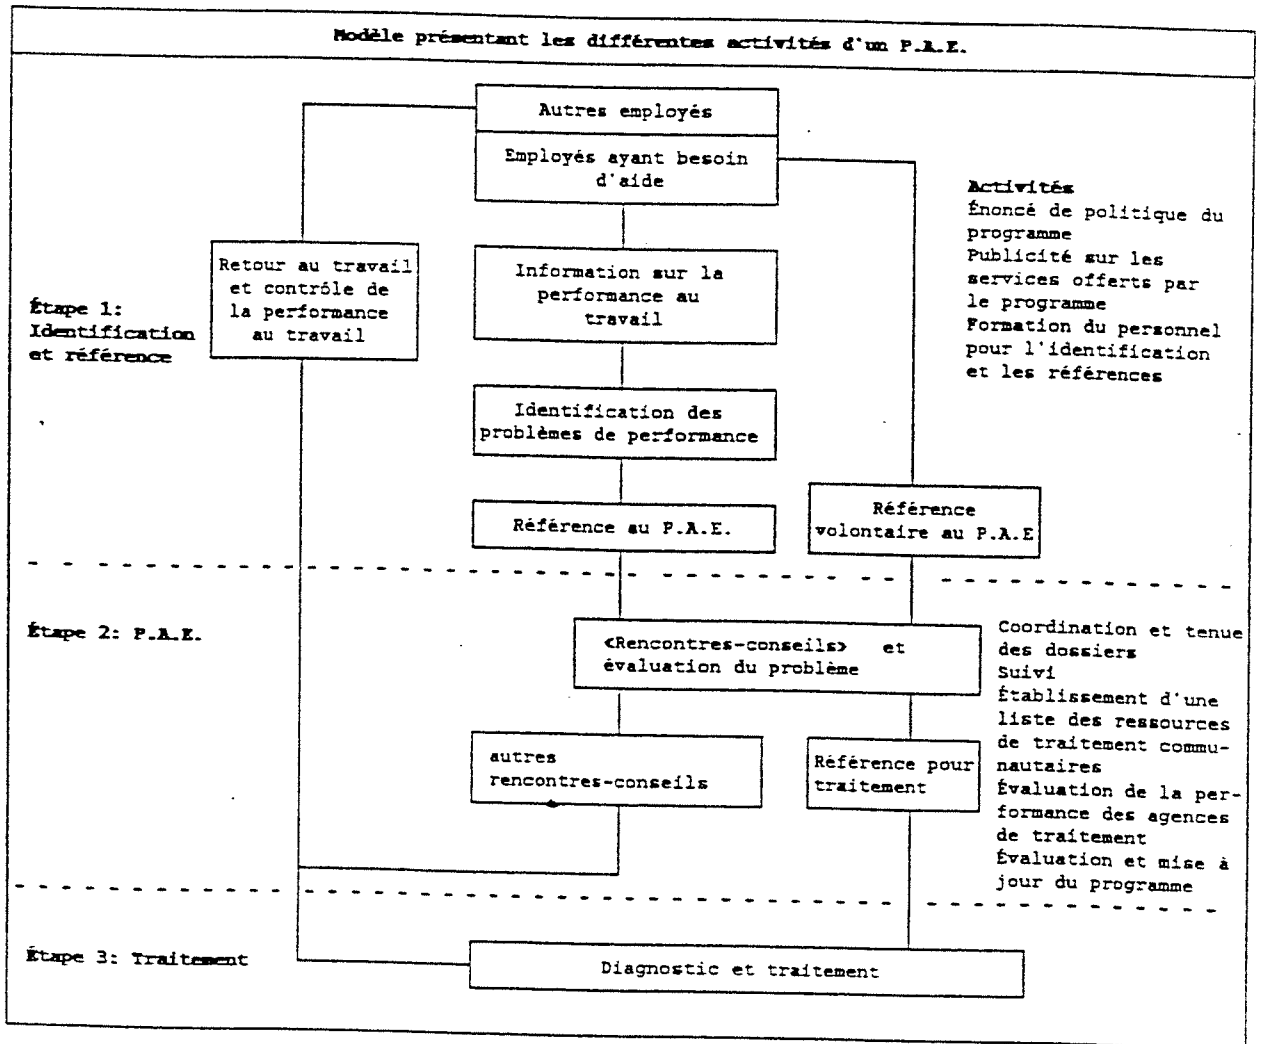 Modèle présentant les différentes activités d'un P.A.E.
Autres employés
Employés ayant besoin
d'aide
Activités
Énoncé de politique du
programme
Publicité sur les
services offerts par
le programme
Formation du personnel
pour l'identification
et les références
Étape 1:
Identification
et référence
Retour au travail
et contrôle de
la performance
au travail
Information sur la
performance au
travail
Identification des
problèmes de performance
Référence au P.A.E.
Référence
volontaire au P.A.E
Étape 2: P.A.E.
<Rencontres-conseils> et
évaluation du problème
autres
rencontres-conseils
Référence pour
traitement
Coordination et tenue
des dossiers
Suivi
Établissement d'une
liste des ressources
de traitement commu-
nautaires
Évaluation de la per-
formance des agences
de traitement
Évaluation et mise à
jour du programme
Étape 3: Traitement
Diagnostic et traitement